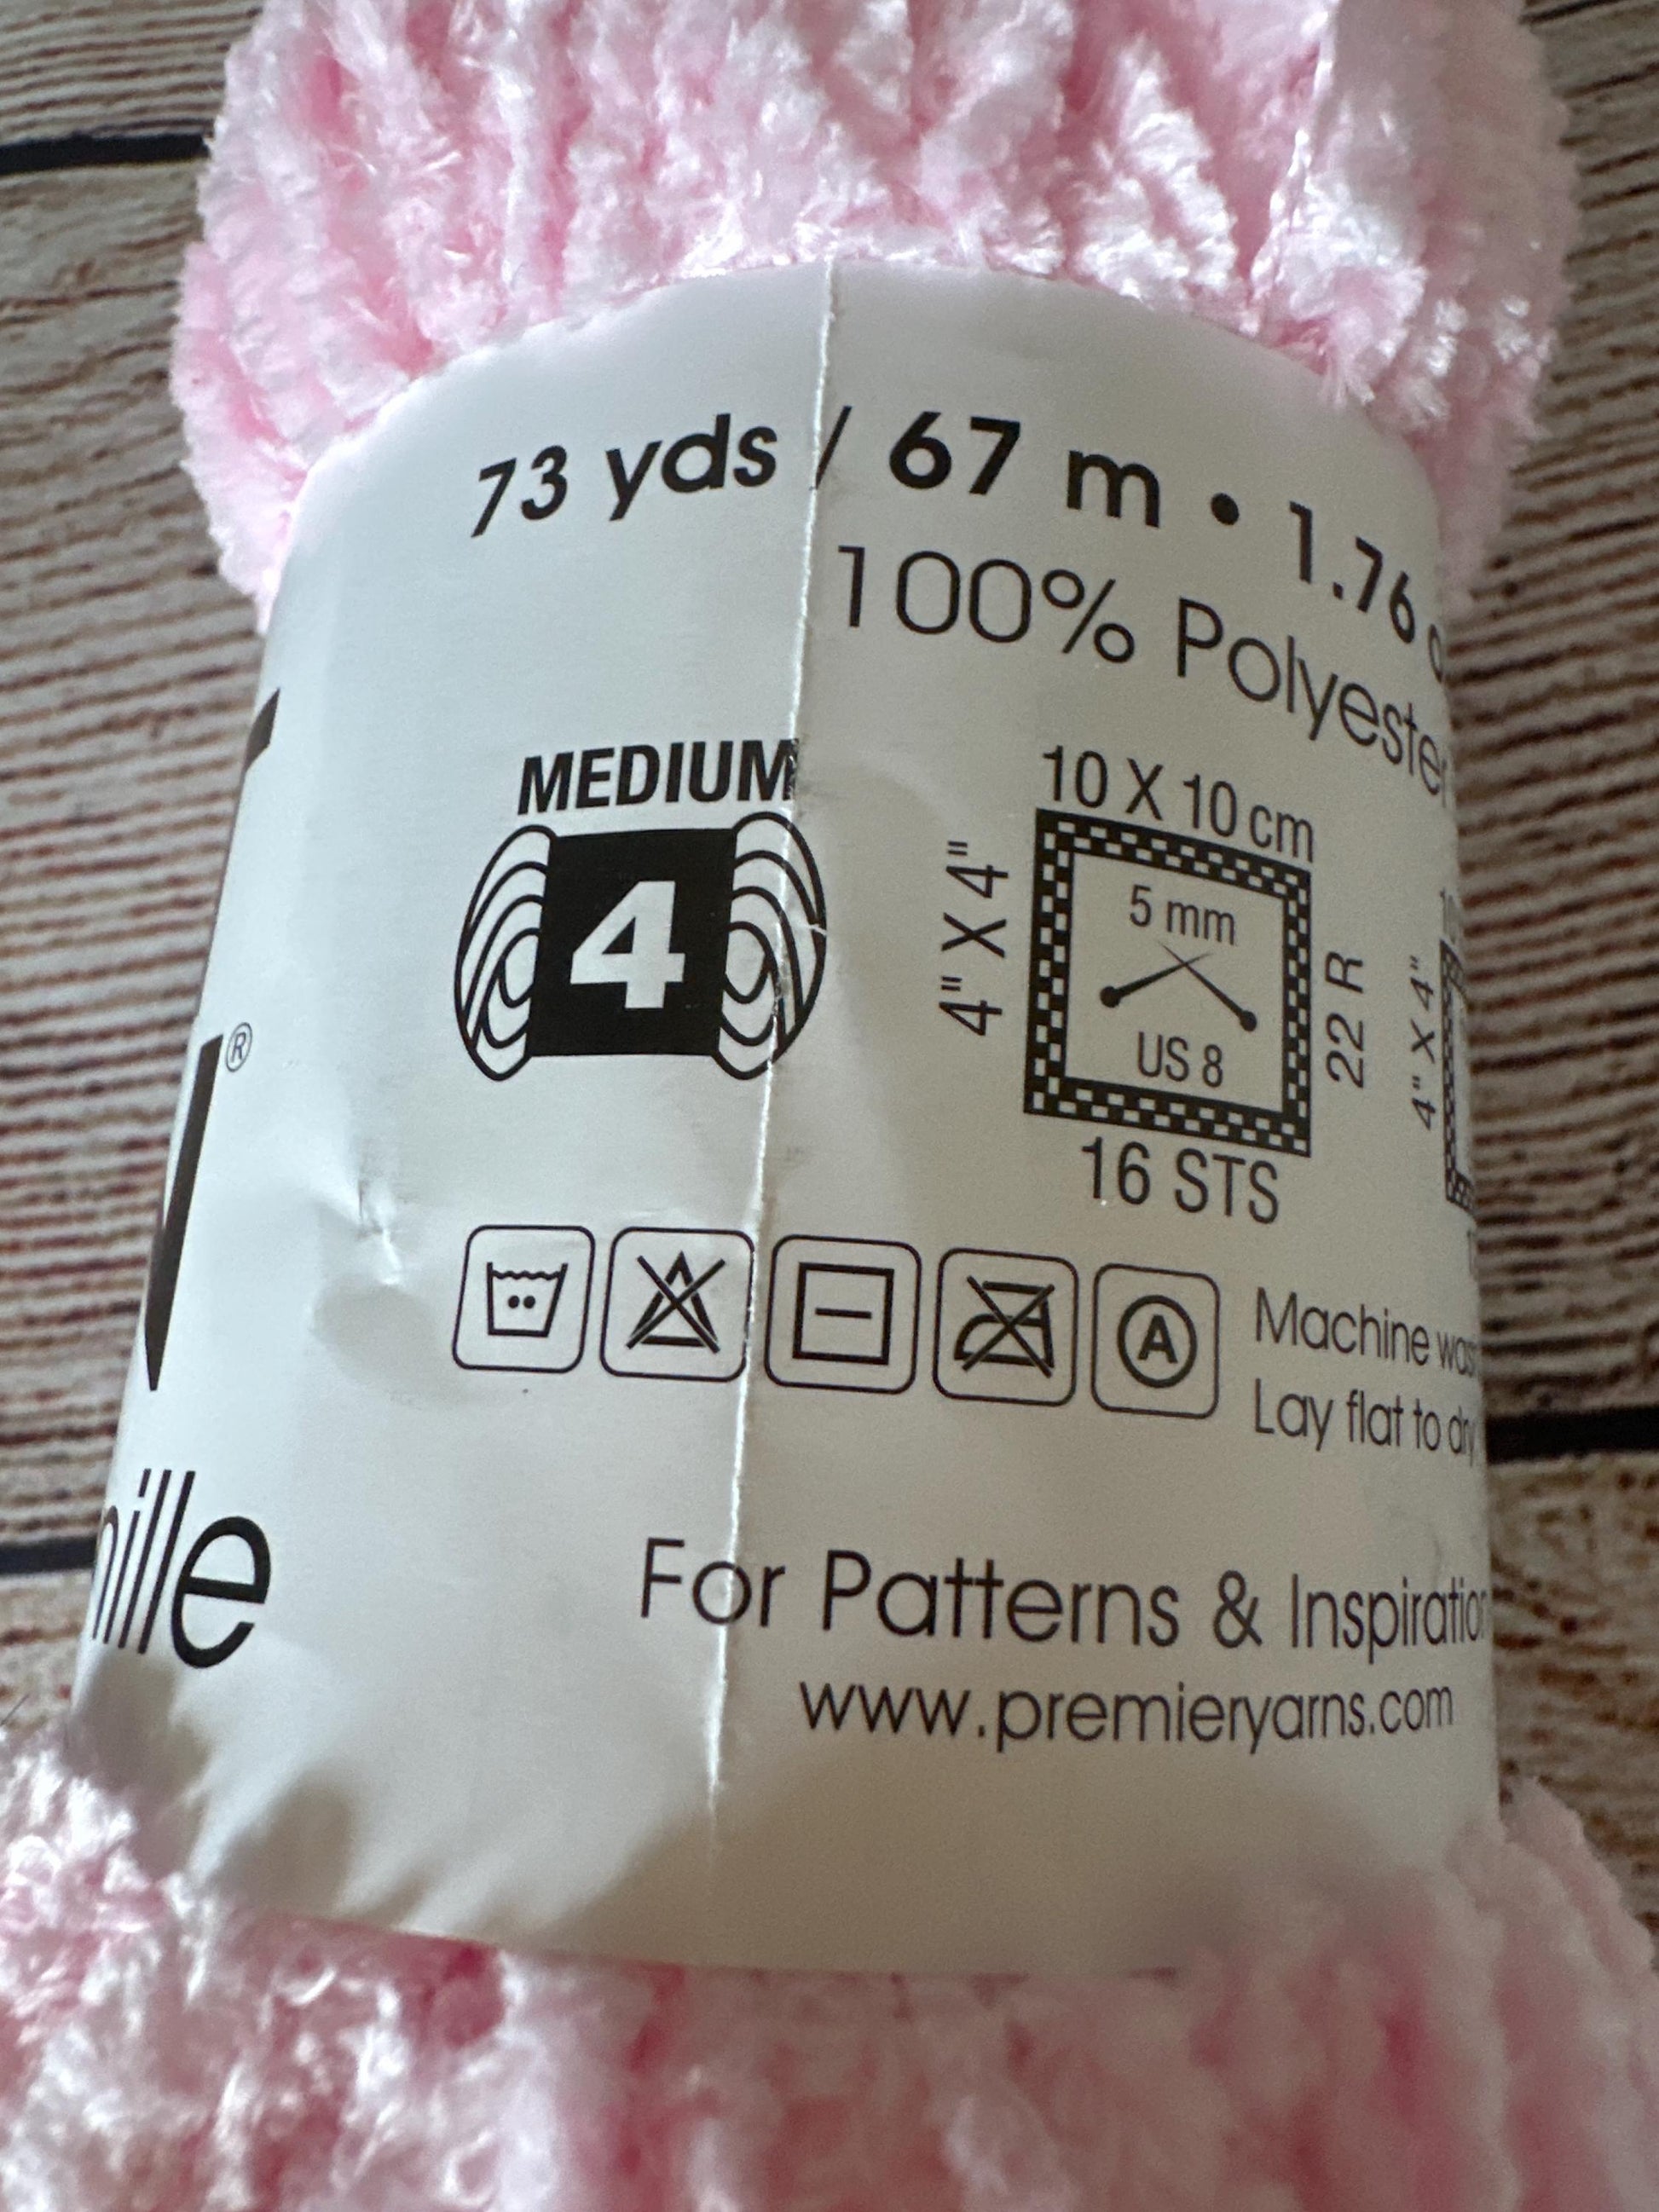 73 yds / 67 m • 1.76
100% Polyester
MEDIUM
4
10 X 10 cm
4" X 4"
5 mm
US 8
22 R
16 STS
4" X 4"
®
A
Machine
Lay flat to dry
For Patterns & Inspiration
www.premieryarns.com